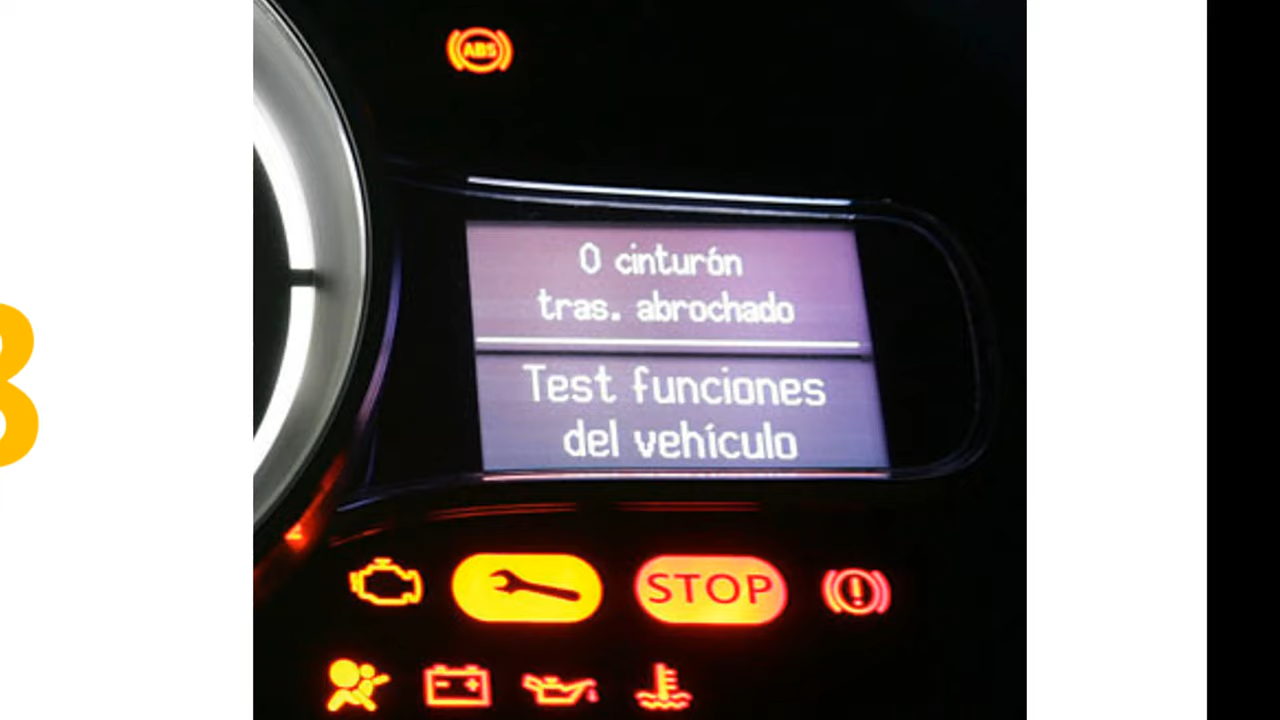 ABS
0 cinturón
tras. abrochado
Test funciones
del vehículo
STOP